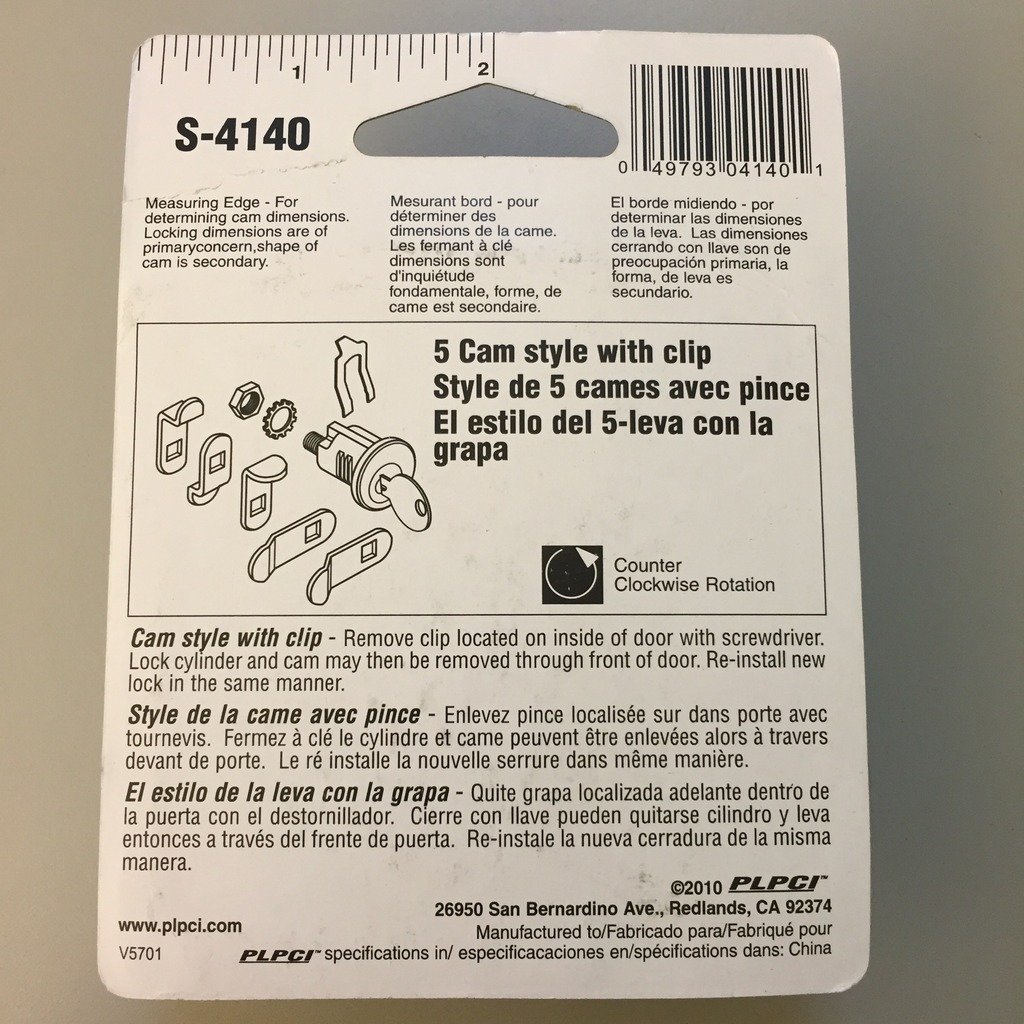 1 2
S-4140
0 49793 04140 1
Measuring Edge - For
determining cam dimensions.
Locking dimensions are of
primaryconcern,shape of
cam is secondary.
Mesurant bord - pour
déterminer des
dimensions de la came.
Les fermant à clé
dimensions sont
d'inquiétude
fondamentale, forme, de
came est secondaire.
El borde midiendo - por
determinar las dimensiones
de la leva. Las dimensiones
cerrando con llave son de
preocupación primaria, la
forma, de leva es
secundario.
5 Cam style with clip
Style de 5 cames avec pince
El estilo del 5-leva con la
grapa
Counter
Clockwise Rotation
Cam style with clip - Remove clip located on inside of door with screwdriver.
Lock cylinder and cam may then be removed through front of door. Re-install new
lock in the same manner.
Style de la came avec pince - Enlevez pince localisée sur dans porte avec
tournevis. Fermez à clé le cylindre et came peuvent être enlevées alors à travers
devant de porte. Le ré installe la nouvelle serrure dans même manière.
El estilo de la leva con la grapa - Quite grapa localizada adelante dentro de
la puerta con el destornillador. Cierre con llave pueden quitarse cilindro y leva
entonces a través del frente de puerta. Re-instale la nueva cerradura de la misma
manera.
©2010 PLPCI™
26950 San Bernardino Ave., Redlands, CA 92374
www.plpci.com
Manufactured to/Fabricado para/Fabriqué pour
V5701
PLPCI™ specifications in/ especificacaciones en/spécifications dans: China